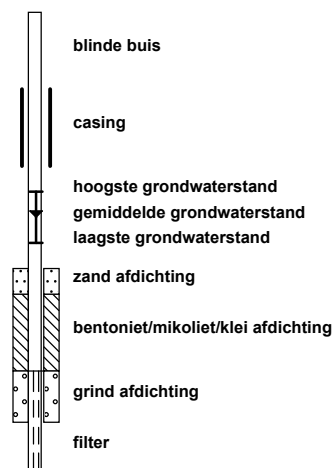 blinde buis
casing
hoogste grondwaterstand
gemiddelde grondwaterstand
laagste grondwaterstand
zand afdichting
bentoniet/mikoliet/klei afdichting
grind afdichting
filter